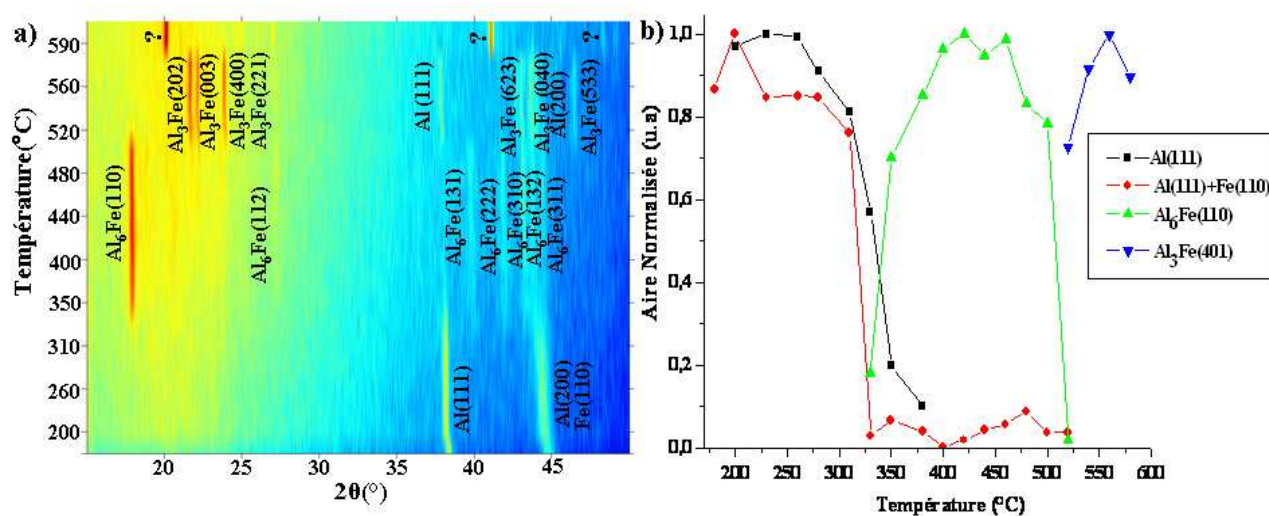 a)
Température(°C)
590
560
520
480
440
400
350
310
260
200
?
?
?
Al₃Fe(202)
Al₃Fe(003)
Al₃Fe(400)
Al₃Fe(221)
Al (111)
Al₃Fe (623)
Al₃Fe (040)
Al(200)
Al₃Fe(533)
Al₆Fe(110)
Al₆Fe(112)
Al₆Fe(131)
Al₆Fe(222)
Al₆Fe(310)
Al₆Fe(132)
Al₆Fe(311)
Al(111)
Al(200)
Fe(110)
20
25
30
35
40
45
2θ(°)
b)
Aire Normalisée (u.a)
1,0
0,8
0,6
0,4
0,2
0,0
200
250
300
350
400
450
500
550
600
Température (°C)
Al(111)
Al(111)+Fe(110)
Al₆Fe(110)
Al₃Fe(401)